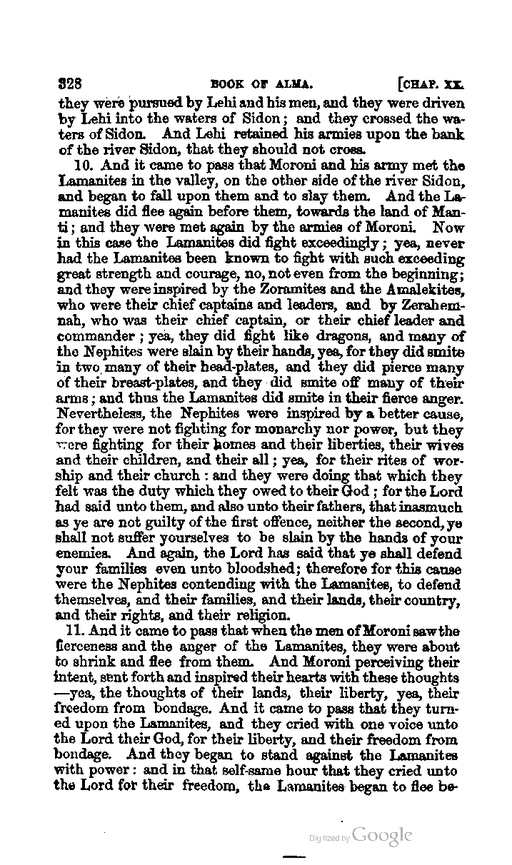 328 BOOK OF ALMA. [CHAP. XX.
they were pursued by Lehi and his men, and they were driven
by Lehi into the waters of Sidon; and they crossed the wa-
ters of Sidon. And Lehi retained his armies upon the bank
of the river Sidon, that they should not cross.
10. And it came to pass that Moroni and his army met the
Lamanites in the valley, on the other side of the river Sidon,
and began to fall upon them and to slay them. And the La-
manites did flee again before them, towards the land of Man-
ti; and they were met again by the armies of Moroni. Now
in this case the Lamanites did fight exceedingly; yea, never
had the Lamanites been known to fight with such exceeding
great strength and courage, no, not even from the beginning;
and they were inspired by the Zoramites and the Amalekites,
who were their chief captains and leaders, and by Zerahem-
nah, who was their chief captain, or their chief leader and
commander; yea, they did fight like dragons, and many of
the Nephites were slain by their hands, yea, for they did smite
in two many of their head-plates, and they did pierce many
of their breast-plates, and they did smite off many of their
arms; and thus the Lamanites did smite in their fierce anger.
Nevertheless, the Nephites were inspired by a better cause,
for they were not fighting for monarchy nor power, but they
were fighting for their homes and their liberties, their wives
and their children, and their all; yea, for their rites of wor-
ship and their church: and they were doing that which they
felt was the duty which they owed to their God; for the Lord
had said unto them, and also unto their fathers, that inasmuch
as ye are not guilty of the first offence, neither the second, ye
shall not suffer yourselves to be slain by the hands of your
enemies. And again, the Lord has said that ye shall defend
your families even unto bloodshed; therefore for this cause
were the Nephites contending with the Lamanites, to defend
themselves, and their families, and their lands, their country,
and their rights, and their religion.
11. And it came to pass that when the men of Moroni saw the
fierceness and the anger of the Lamanites, they were about
to shrink and flee from them. And Moroni perceiving their
intent, sent forth and inspired their hearts with these thoughts
—yea, the thoughts of their lands, their liberty, yea, their
freedom from bondage. And it came to pass that they turn-
ed upon the Lamanites, and they cried with one voice unto
the Lord their God, for their liberty, and their freedom from
bondage. And they began to stand against the Lamanites
with power: and in that self-same hour that they cried unto
the Lord for their freedom, the Lamanites began to flee be-
Digitized by Google